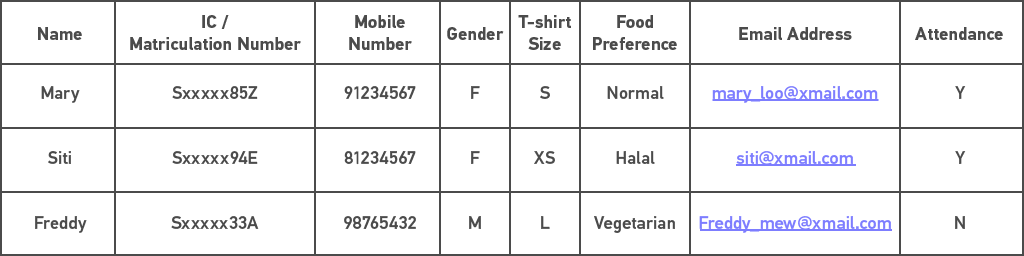 Name IC / Matriculation Number Mobile Number Gender T-shirt Size Food Preference Email Address Attendance
Mary Sxxxxx85Z 91234567 F S Normal mary_loo@xmail.com Y
Siti Sxxxxx94E 81234567 F XS Halal siti@xmail.com Y
Freddy Sxxxxx33A 98765432 M L Vegetarian Freddy_mew@xmail.com N